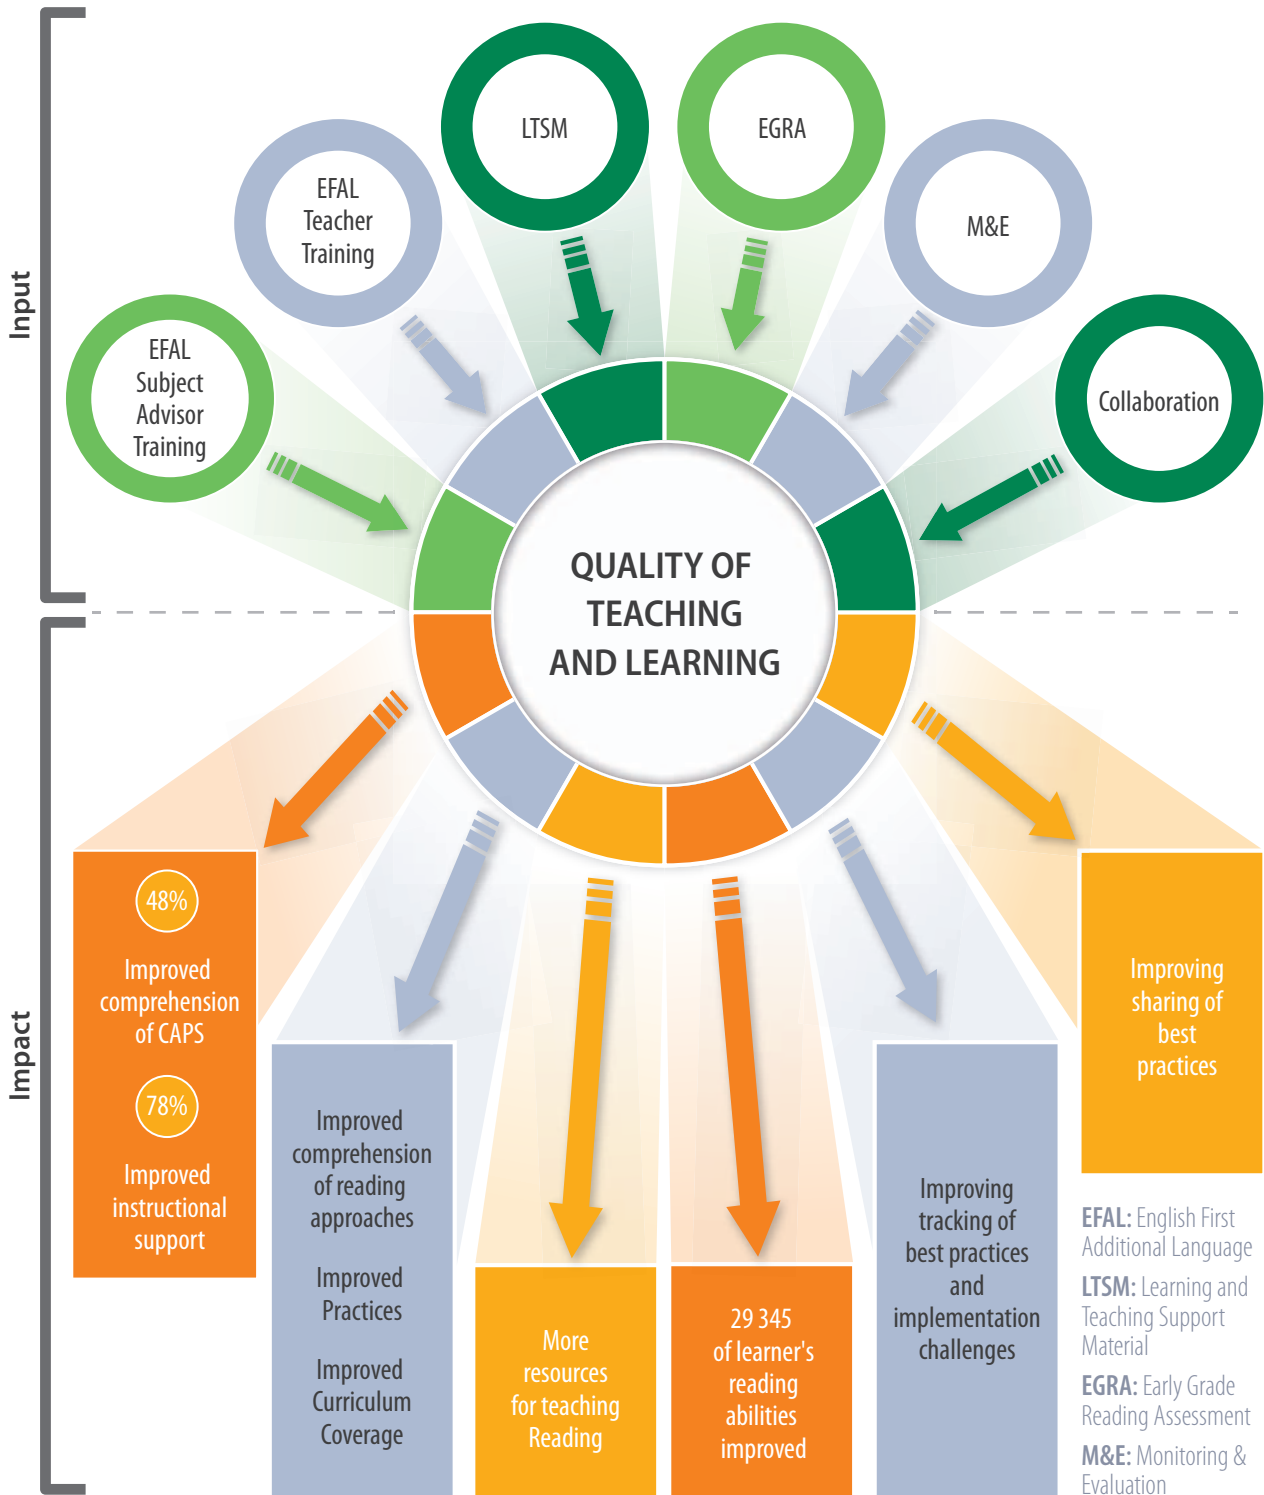 Input
EFAL
Subject
Advisor
Training
EFAL
Teacher
Training
LTSM
EGRA
M&E
Collaboration
QUALITY OF
TEACHING
AND LEARNING
Impact
48%
Improved
comprehension
of CAPS
78%
Improved
instructional
support
Improved
comprehension
of reading
approaches
Improved
Practices
Improved
Curriculum
Coverage
More
resources
for teaching
Reading
29 345
of learner's
reading
abilities
improved
Improving
tracking of
best practices
and
implementation
challenges
Improving
sharing of
best
practices
EFAL: English First
Additional Language
LTSM: Learning and
Teaching Support
Material
EGRA: Early Grade
Reading Assessment
M&E: Monitoring &
Evaluation